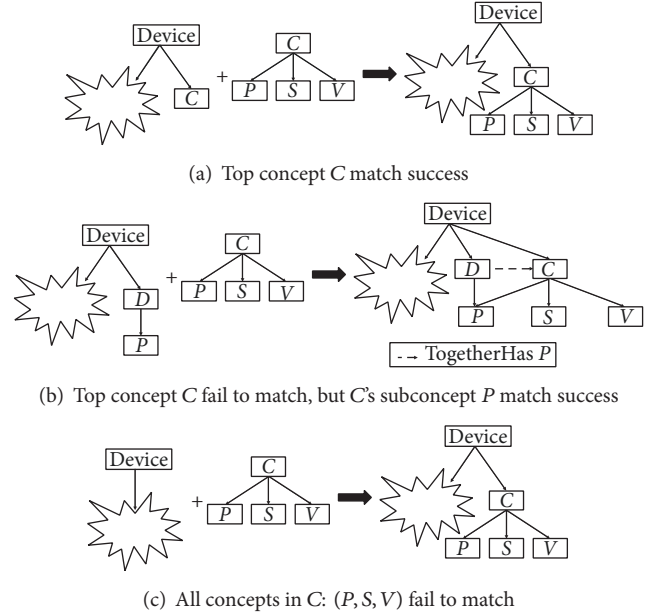 Device
C
+
C
P S V
Device
C
P S V
(a) Top concept C match success
Device
D
P
+
C
P S V
Device
D C
P S V
TogetherHas P
(b) Top concept C fail to match, but C's subconcept P match success
Device
+
C
P S V
Device
C
P S V
(c) All concepts in C: (P, S, V) fail to match